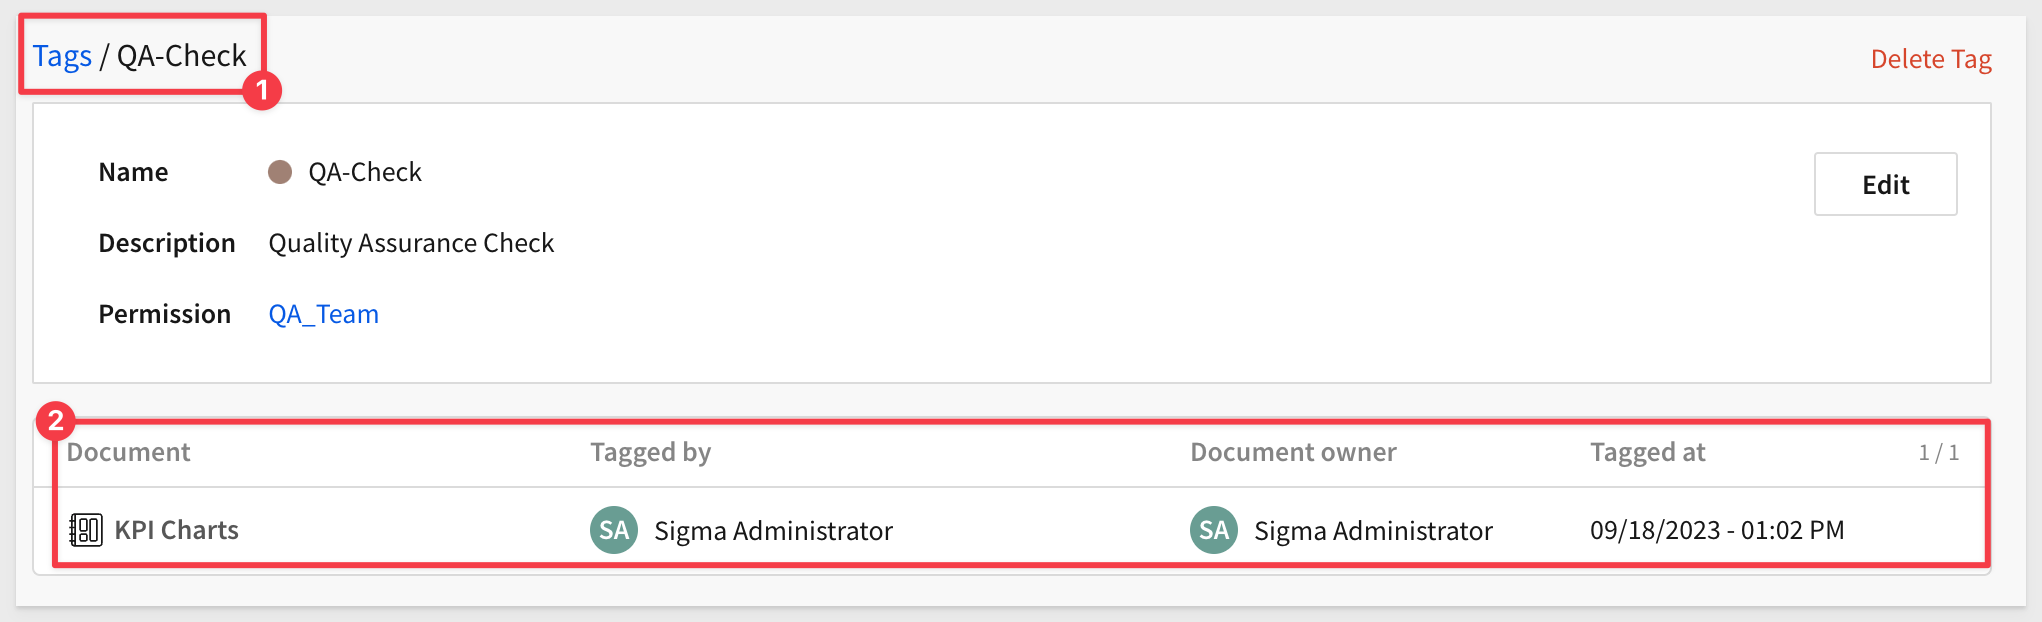 Tags / QA-Check
1
Delete Tag
Name QA-Check
Edit
Description Quality Assurance Check
Permission QA_Team
2
Document Tagged by Document owner Tagged at 1 / 1
KPI Charts SA Sigma Administrator SA Sigma Administrator 09/18/2023 - 01:02 PM